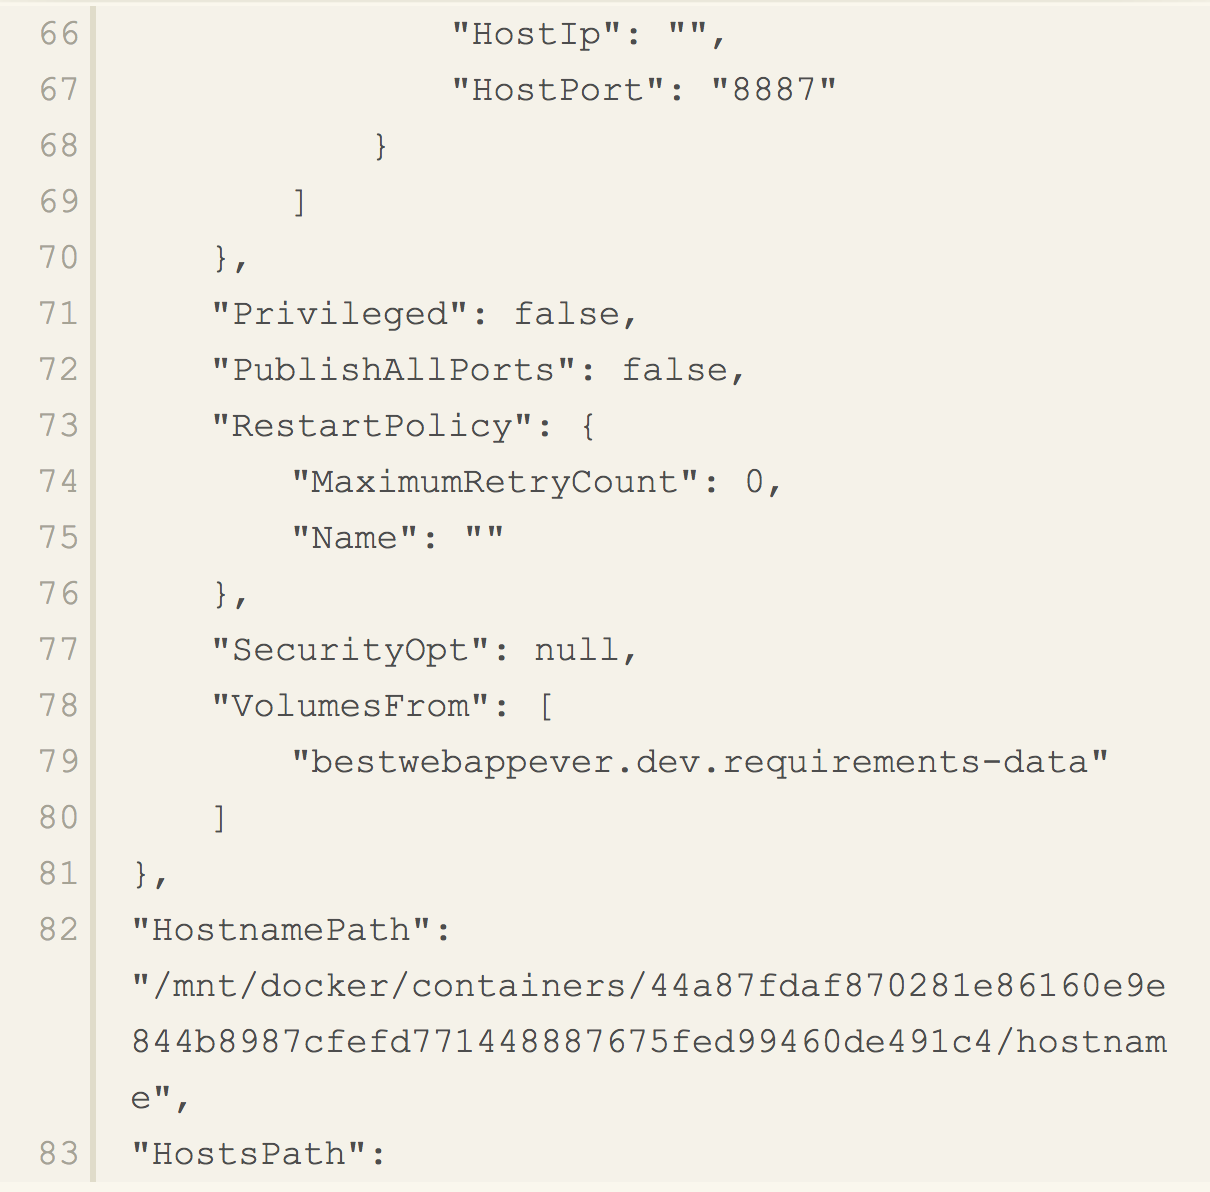 66 "HostIp": "",
67 "HostPort": "8887"
68 }
69 ]
70 },
71 "Privileged": false,
72 "PublishAllPorts": false,
73 "RestartPolicy": {
74 "MaximumRetryCount": 0,
75 "Name": ""
76 },
77 "SecurityOpt": null,
78 "VolumesFrom": [
79 "bestwebappever.dev.requirements-data"
80 ]
81 },
82 "HostnamePath":
"/mnt/docker/containers/44a87fdaf870281e86160e9e
844b8987cfefd771448887675fed99460de491c4/hostnam
e",
83 "HostsPath":